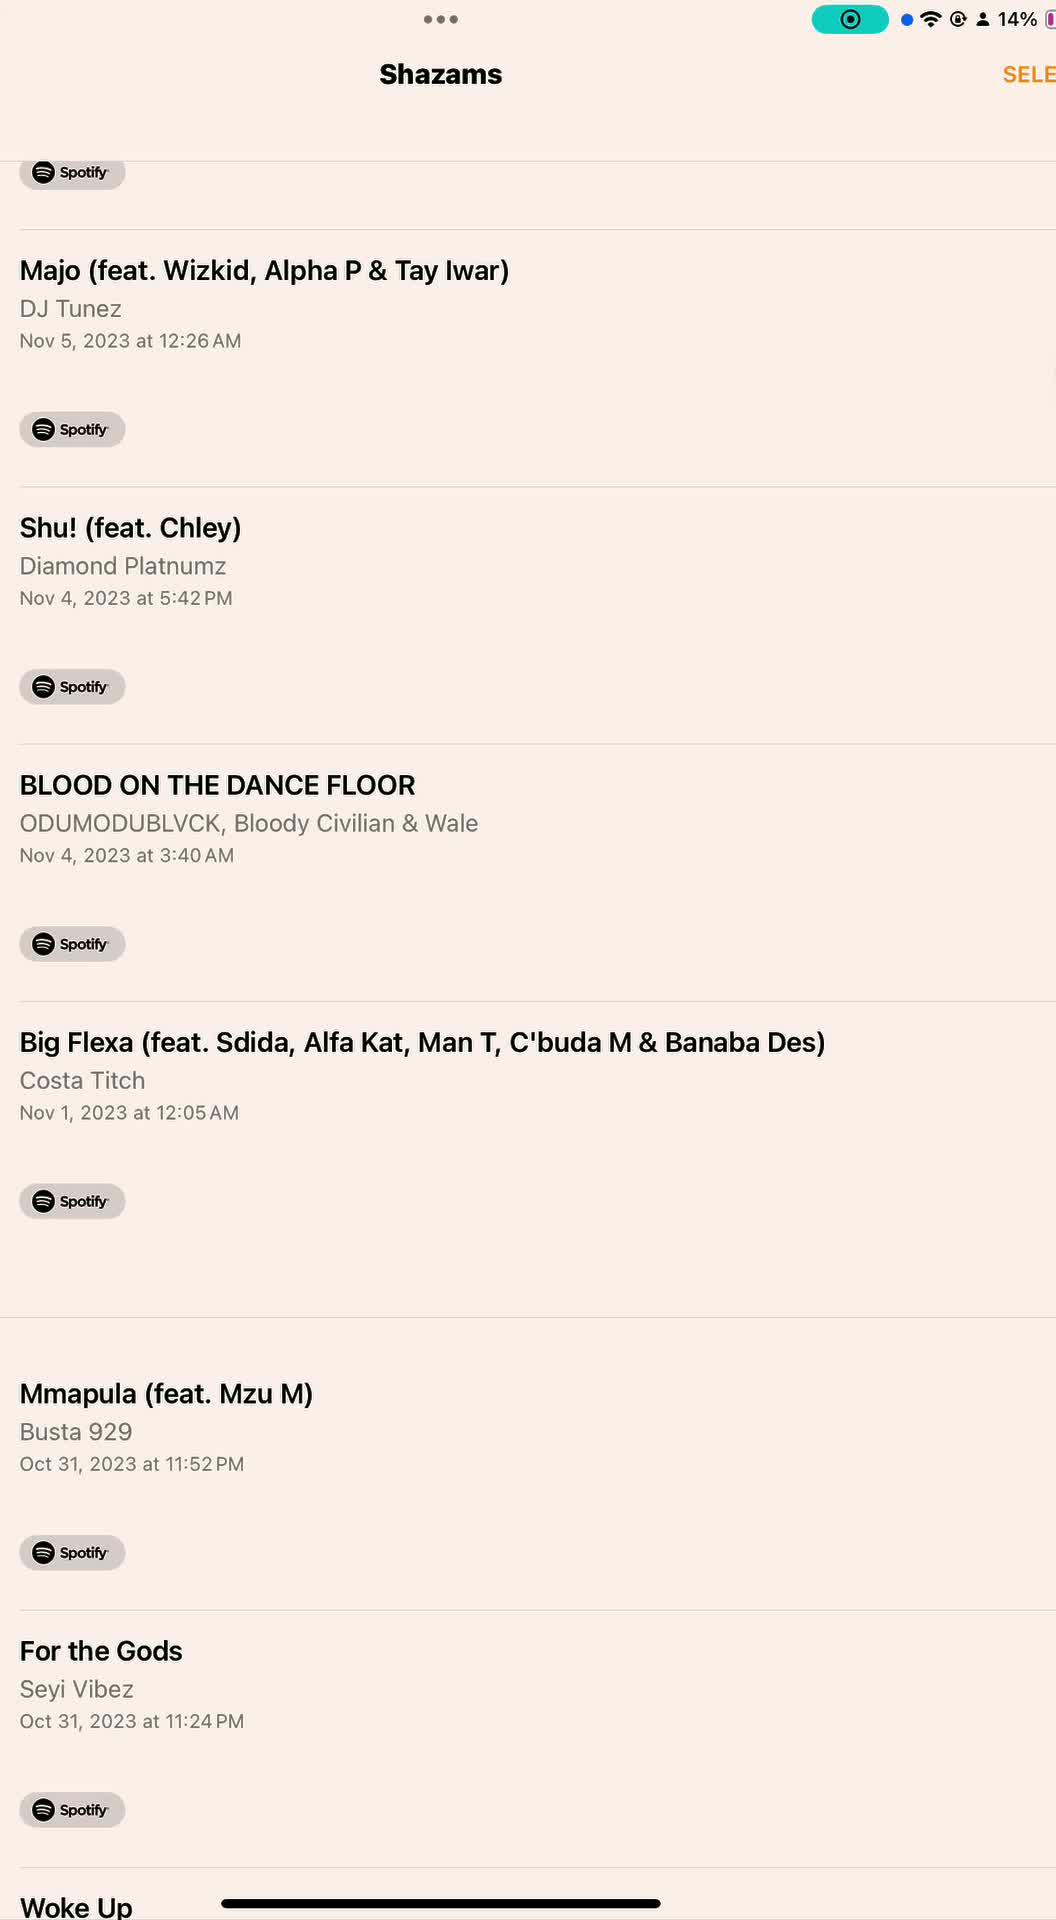 14%
Shazams
SELE
Spotify
Majo (feat. Wizkid, Alpha P & Tay Iwar)
DJ Tunez
Nov 5, 2023 at 12:26 AM
Spotify
Shu! (feat. Chley)
Diamond Platnumz
Nov 4, 2023 at 5:42 PM
Spotify
BLOOD ON THE DANCE FLOOR
ODUMODUBLVCK, Bloody Civilian & Wale
Nov 4, 2023 at 3:40 AM
Spotify
Big Flexa (feat. Sdida, Alfa Kat, Man T, C'buda M & Banaba Des)
Costa Titch
Nov 1, 2023 at 12:05 AM
Spotify
Mmapula (feat. Mzu M)
Busta 929
Oct 31, 2023 at 11:52 PM
Spotify
For the Gods
Seyi Vibez
Oct 31, 2023 at 11:24 PM
Spotify
Woke Up